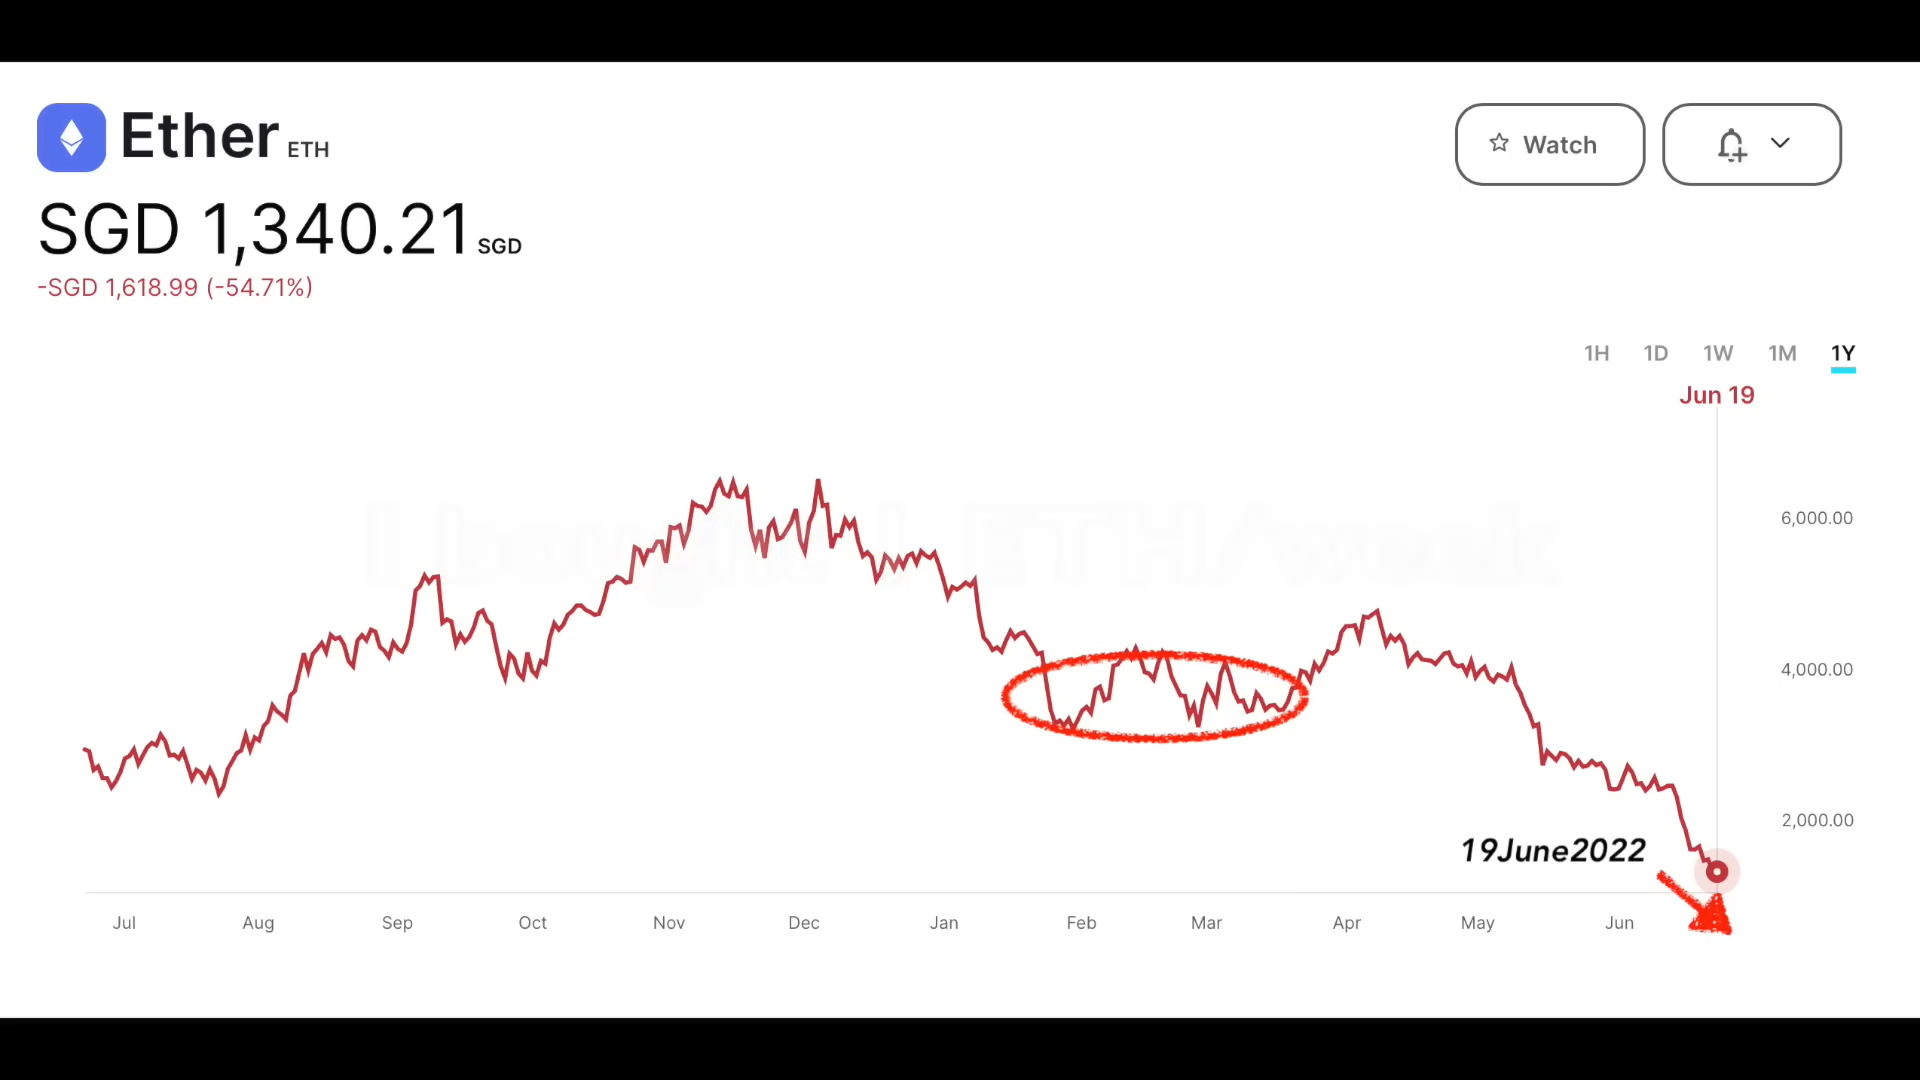 Ether ETH
Watch
SGD 1,340.21 SGD
-SGD 1,618.99 (-54.71%)
1H 1D 1W 1M 1Y
Jun 19
6,000.00
4,000.00
2,000.00
19June2022
Jul Aug Sep Oct Nov Dec Jan Feb Mar Apr May Jun